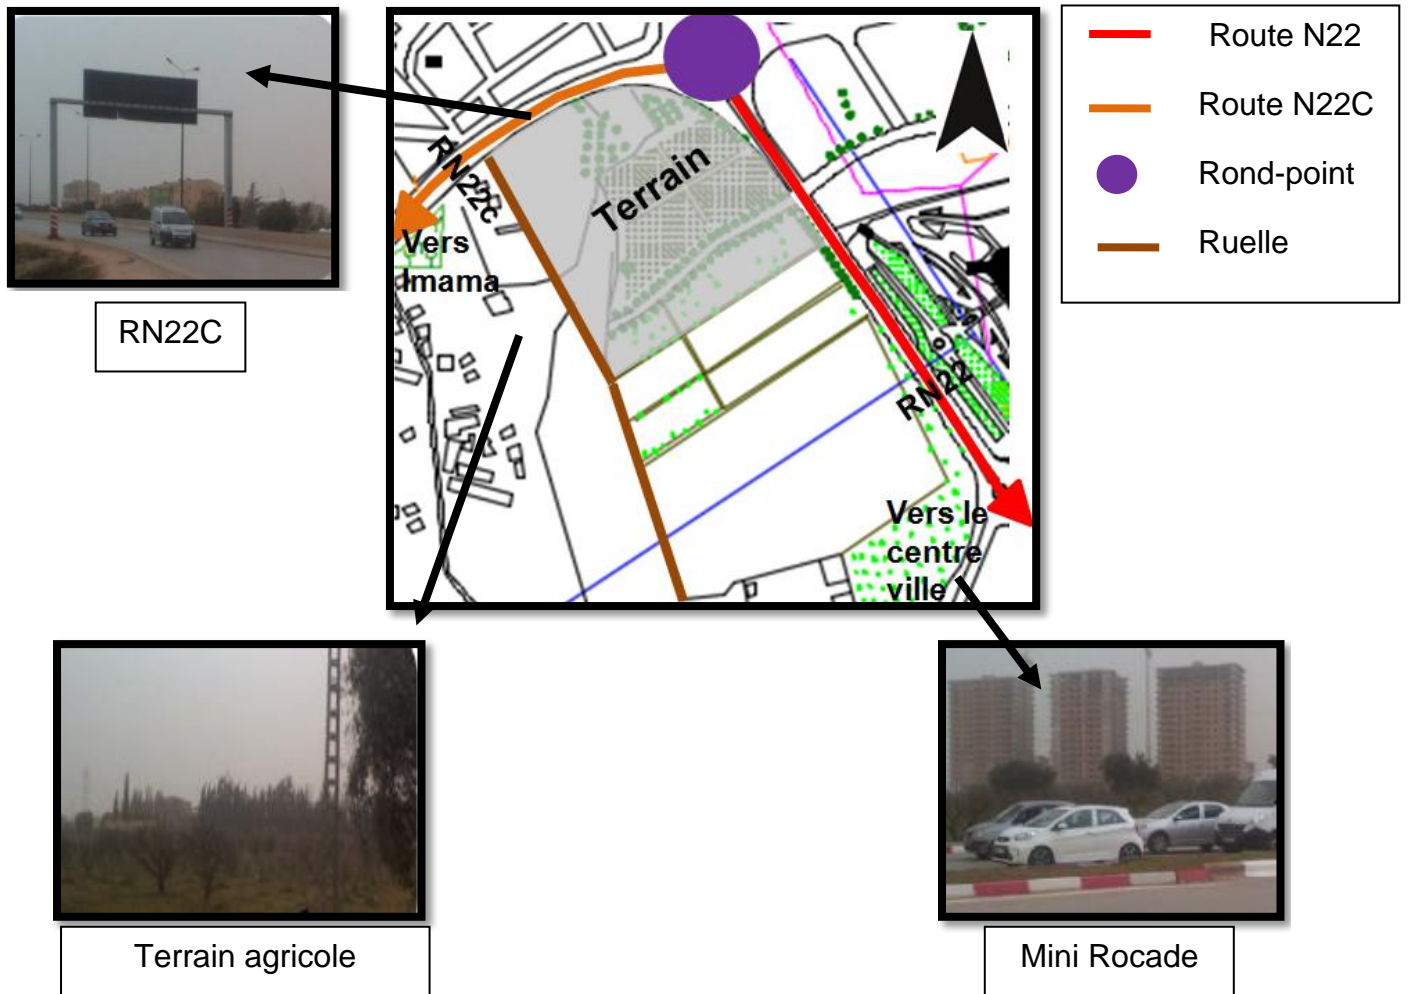 Route N22
Route N22C
Rond-point
Ruelle
RN22C
Terrain
RN22c
Vers
Imama
RN22
Vers le
centre
ville
Terrain agricole
Mini Rocade